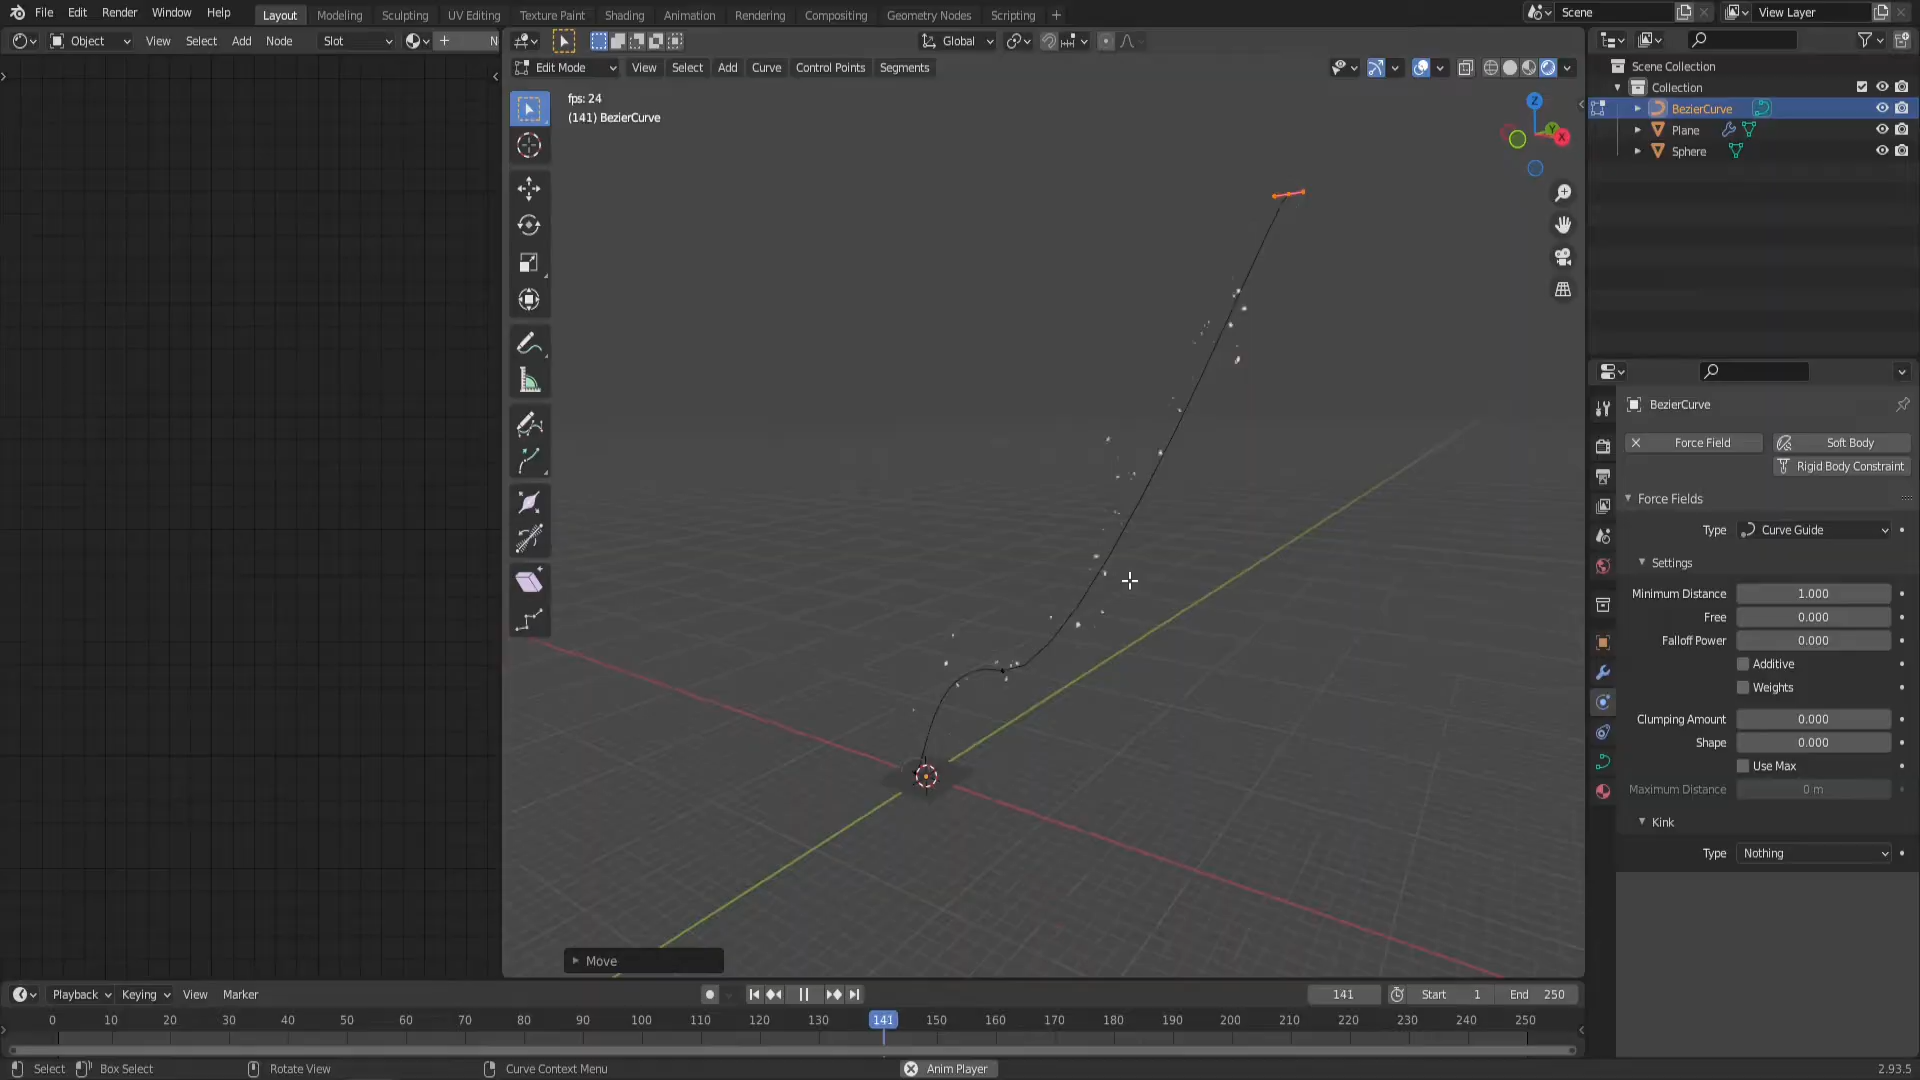 File Edit Render Window Help Layout Modeling Sculpting UV Editing Texture Paint Shading Animation Rendering Compositing Geometry Nodes Scripting + Scene View Layer
Object View Select Add Node Slot Global
Edit Mode View Select Add Curve Control Points Segments
fps: 24
(141) BezierCurve
Z
Y
X
Scene Collection
Collection
BezierCurve
Plane
Sphere
BezierCurve
Force Field Soft Body
Rigid Body Constraint
Force Fields
Type Curve Guide
Settings
Minimum Distance 1.000
Free 0.000
Falloff Power 0.000
Additive
Weights
Clumping Amount 0.000
Shape 0.000
Use Max
Maximum Distance 0 m
Kink
Type Nothing
Move
Playback Keying View Marker 141 Start 1 End 250
0 10 20 30 40 50 60 70 80 90 100 110 120 130 141 150 160 170 180 190 200 210 220 230 240 250
Select Box Select Rotate View Curve Context Menu Anim Player 2.93.5